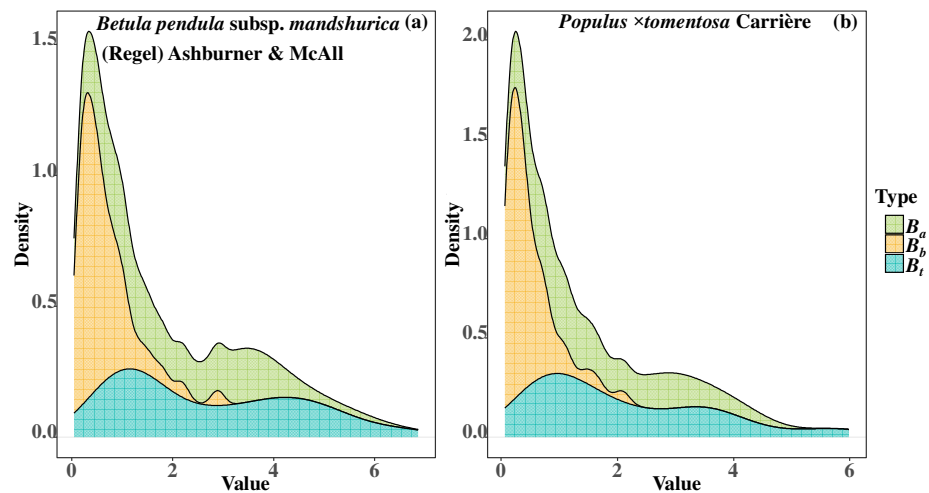 Betula pendula subsp. mandshurica (a)
(Regel) Ashburner & McAll
1.5
1.0
0.5
0.0
Density
0 2 4 6
Value
Populus ×tomentosa Carrière (b)
2.0
1.5
1.0
0.5
0.0
Density
0 2 4 6
Value
Type
Ba
Bb
Bt